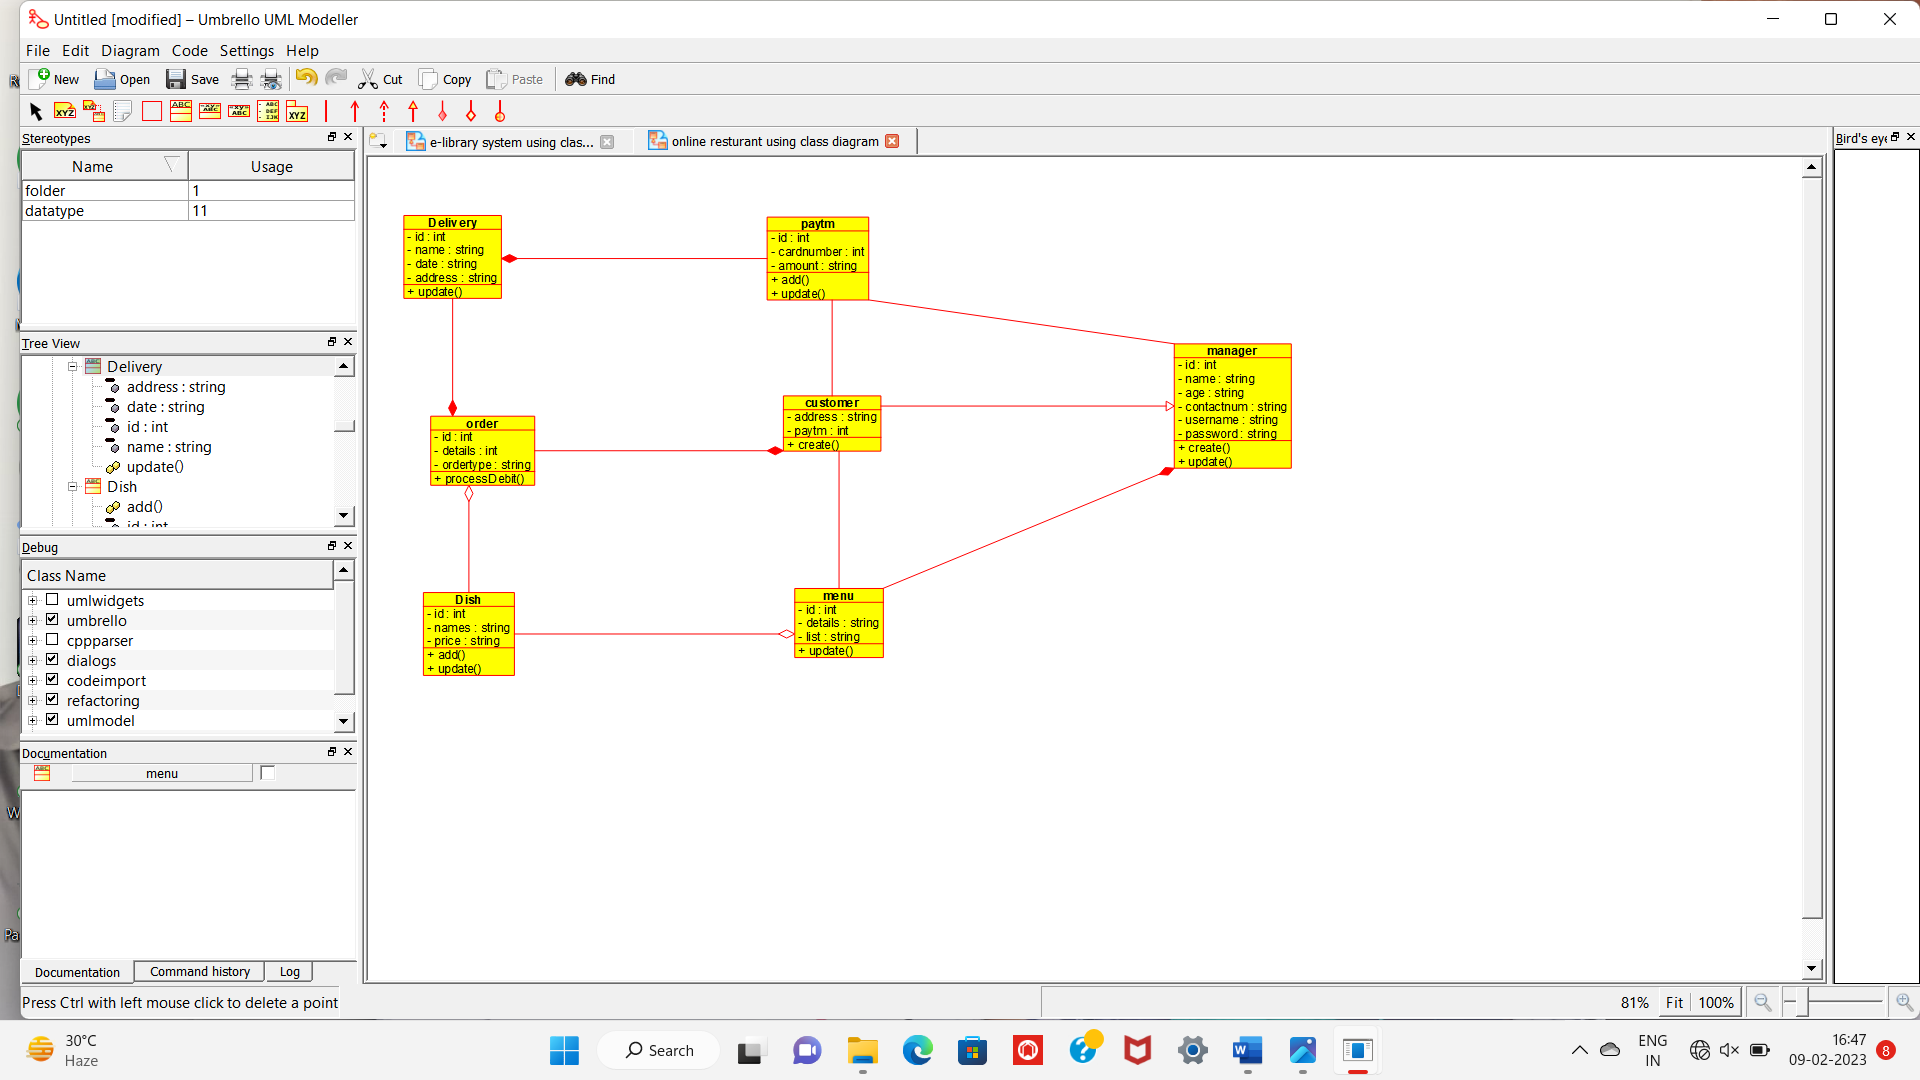 Untitled [modified] – Umbrello UML Modeller
File Edit Diagram Code Settings Help
New Open Save Cut Copy Paste Find
Stereotypes
Name Usage
folder 1
datatype 11
Tree View
Delivery
address : string
date : string
id : int
name : string
update()
Dish
add()
id : int
Debug
Class Name
umlwidgets
umbrello
cppparser
dialogs
codeimport
refactoring
umlmodel
Documentation
menu
Documentation Command history Log
Press Ctrl with left mouse click to delete a point
e-library system using clas...
online resturant using class diagram
Bird's eye
Delivery
- id : int
- name : string
- date : string
- address : string
+ update()
paytm
- id : int
- cardnumber : int
- amount : string
+ add()
+ update()
manager
- id : int
- name : string
- age : string
- contactnum : string
- username : string
- password : string
+ create()
+ update()
customer
- address : string
- paytm : int
+ create()
order
- id : int
- details : int
- ordertype : string
+ processDebit()
Dish
- id : int
- names : string
- price : string
+ add()
+ update()
menu
- id : int
- details : string
- list : string
+ update()
81% Fit 100%
30°C
Haze
Search
ENG
IN
16:47
09-02-2023
8